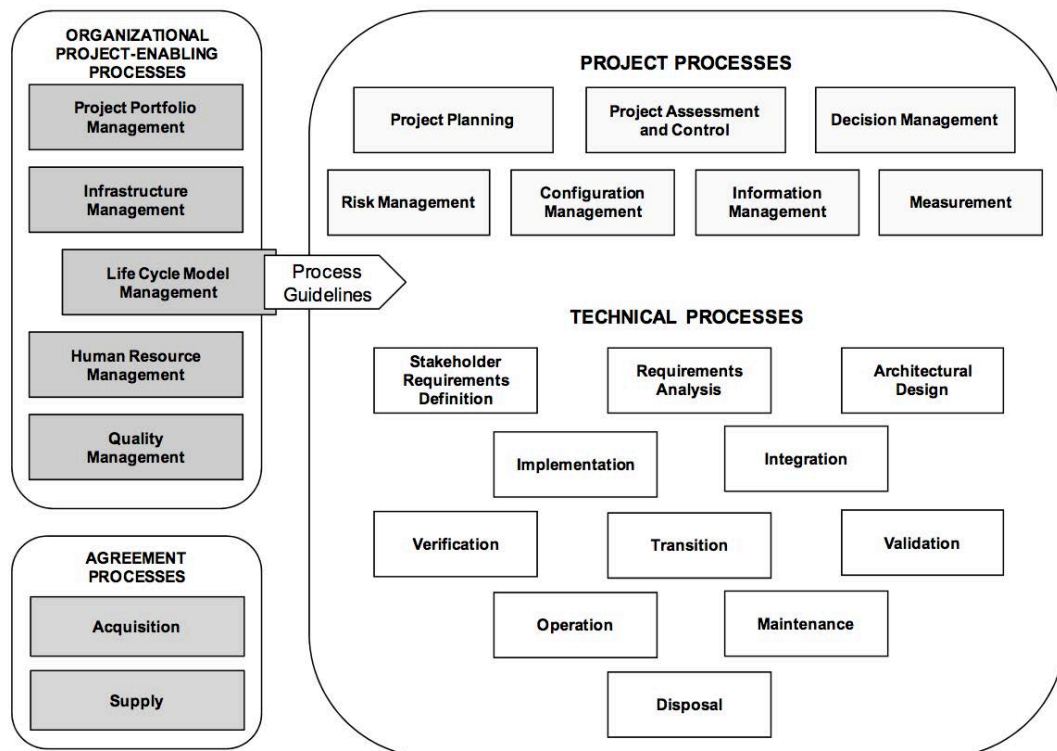 ORGANIZATIONAL
PROJECT-ENABLING
PROCESSES
Project Portfolio
Management
Infrastructure
Management
Life Cycle Model
Management
Human Resource
Management
Quality
Management
Process
Guidelines
AGREEMENT
PROCESSES
Acquisition
Supply
PROJECT PROCESSES
Project Planning
Project Assessment
and Control
Decision Management
Risk Management
Configuration
Management
Information
Management
Measurement
TECHNICAL PROCESSES
Stakeholder
Requirements
Definition
Requirements
Analysis
Architectural
Design
Implementation
Integration
Verification
Transition
Validation
Operation
Maintenance
Disposal